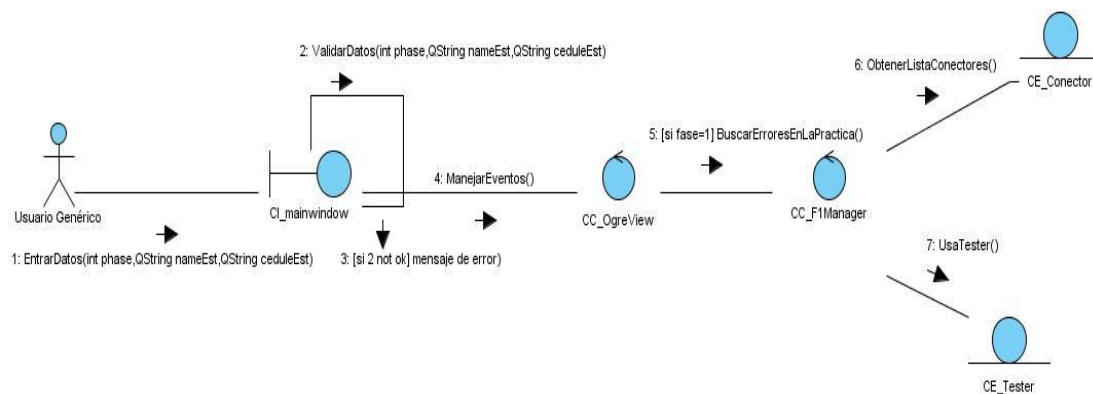 2: ValidarDatos(int phase,QString nameEst,QString ceduleEst)
6: ObtenerListaConectores()
CE_Conector
5: [si fase=1] BuscarErroresEnLaPractica()
4: ManejarEventos()
Usuario Genérico
CI_mainwindow
CC_OgreView
CC_F1Manager
1: EntrarDatos(int phase,QString nameEst,QString ceduleEst)
3: [si 2 not ok] mensaje de error)
7: UsaTester()
CE_Tester